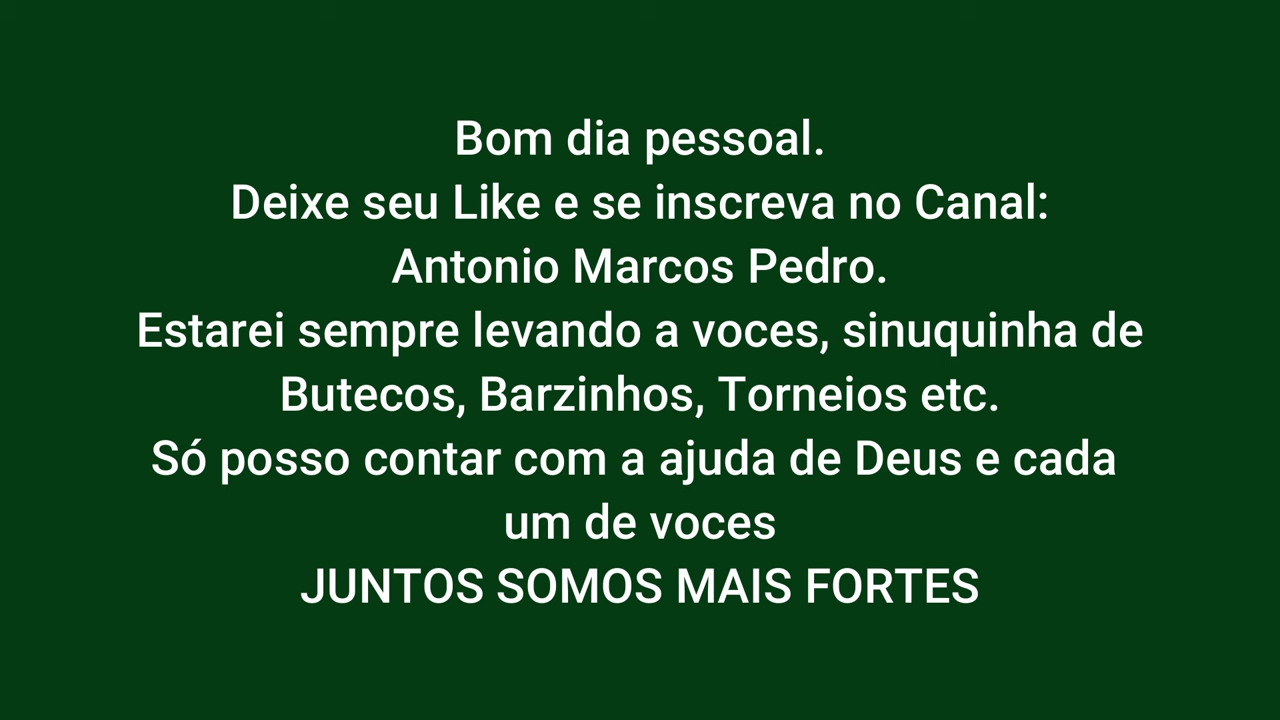 Bom dia pessoal.
Deixe seu Like e se inscreva no Canal:
Antonio Marcos Pedro.
Estarei sempre levando a voces, sinuquinha de
Butecos, Barzinhos, Torneios etc.
Só posso contar com a ajuda de Deus e cada
um de voces
JUNTOS SOMOS MAIS FORTES